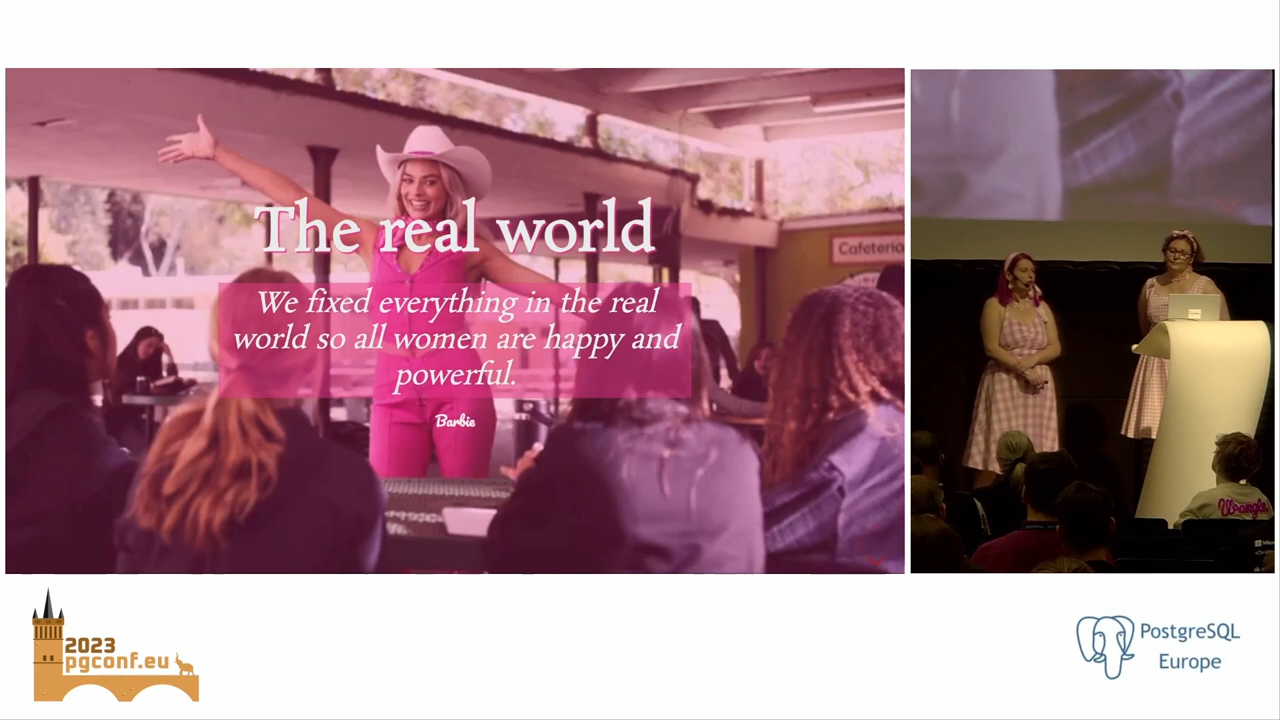 The real world
Cafeteria
We fixed everything in the real
world so all women are happy and
powerful.
Barbie
Wrangler
2023
pgconf.eu
PostgreSQL
Europe